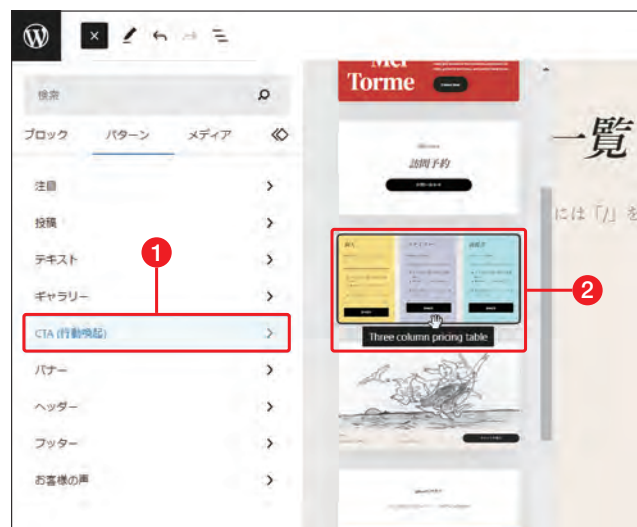 検索
ブロック パターン メディア
注目
投稿
テキスト
ギャラリー
CTA (行動喚起)
バナー
ヘッダー
フッター
お客様の声
1
2
Mel
Torme
訪問予約
Three column pricing table
一覧
には「/」を